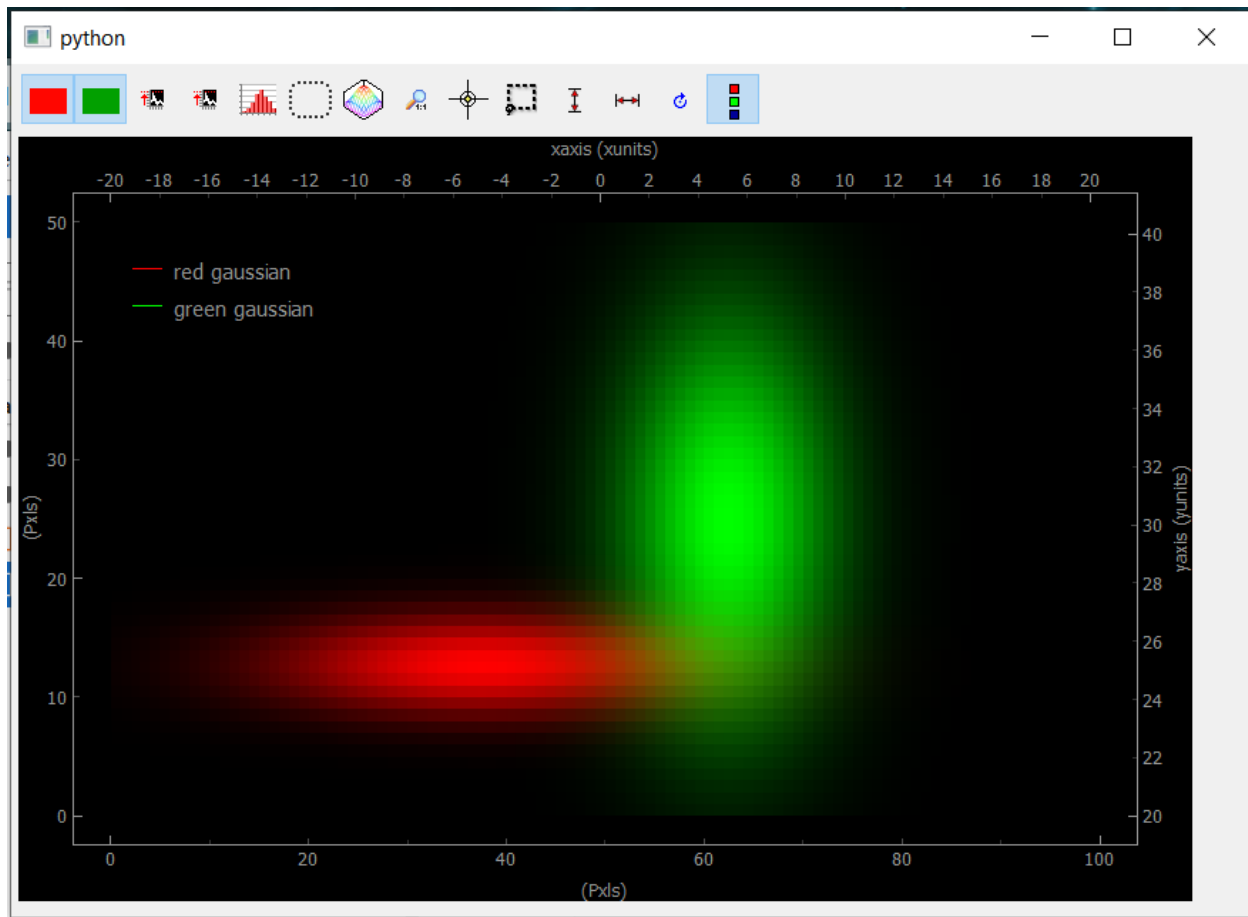 python
1:1
xaxis (xunits)
-20 -18 -16 -14 -12 -10 -8 -6 -4 -2 0 2 4 6 8 10 12 14 16 18 20
50 40
red gaussian
38
green gaussian
40 36
34
30 32
(Pxls) 30 yaxis (yunits)
20 28
26
10 24
22
0 20
0 20 40 60 80 100
(Pxls)